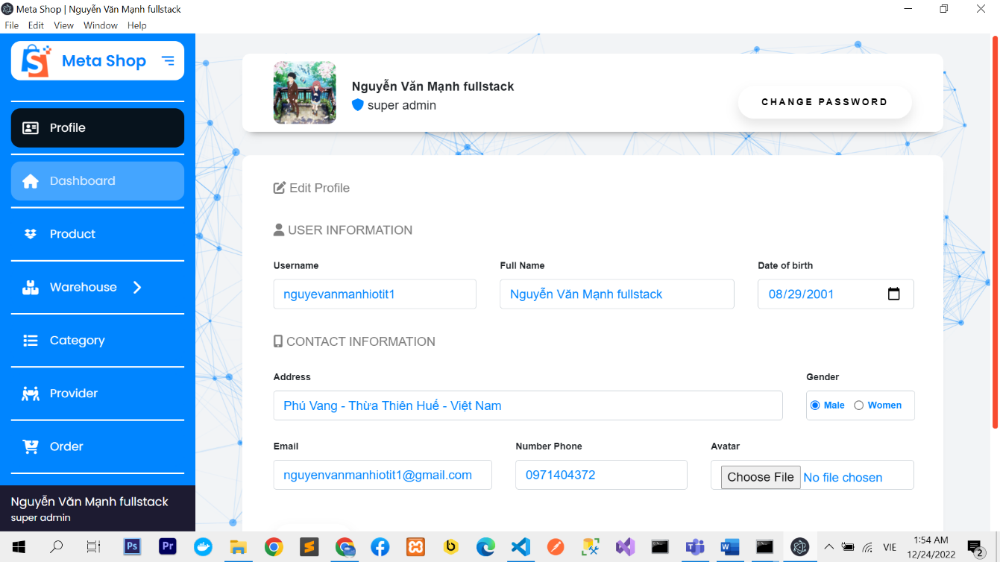 Meta Shop | Nguyễn Văn Mạnh fullstack
File Edit View Window Help
Meta Shop
Profile
Dashboard
Product
Warehouse
Category
Provider
Order
Nguyễn Văn Mạnh fullstack
super admin
Nguyễn Văn Mạnh fullstack
super admin
CHANGE PASSWORD
Edit Profile
USER INFORMATION
Username Full Name Date of birth
nguyevanmanhiotit1 Nguyễn Văn Mạnh fullstack 08/29/2001
CONTACT INFORMATION
Address Gender
Phú Vang - Thừa Thiên Huế - Việt Nam Male Women
Email Number Phone Avatar
nguyenvanmanhiotit1@gmail.com 0971404372 Choose File No file chosen
Ps Pr VIE 1:54 AM
12/24/2022 2